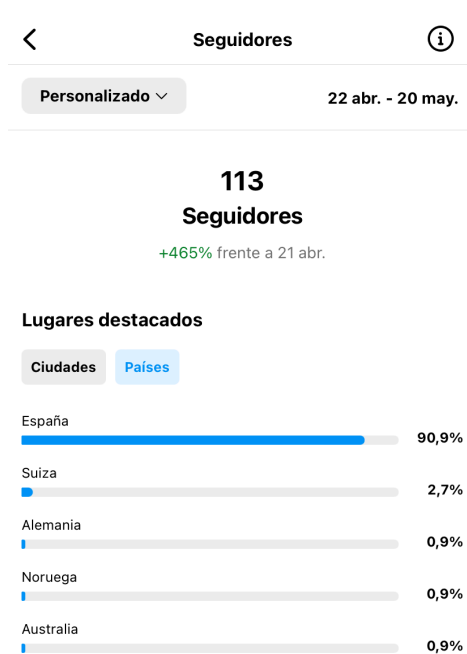 Seguidores
Personalizado
22 abr. - 20 may.
113
Seguidores
+465% frente a 21 abr.
Lugares destacados
Ciudades
Países
España
90,9%
Suiza
2,7%
Alemania
0,9%
Noruega
0,9%
Australia
0,9%